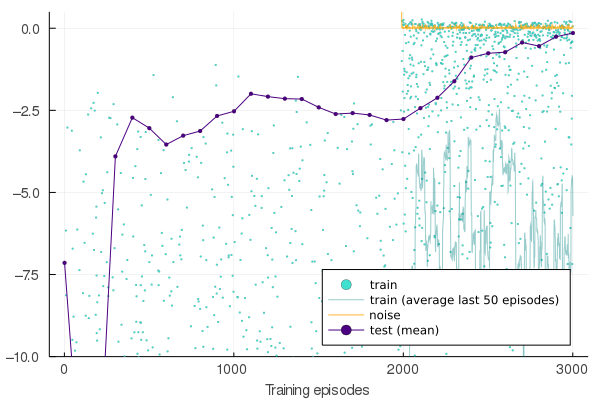 0.0
−2.5
−5.0
−7.5
−10.0
0
1000
2000
3000
Training episodes
train
train (average last 50 episodes)
noise
test (mean)